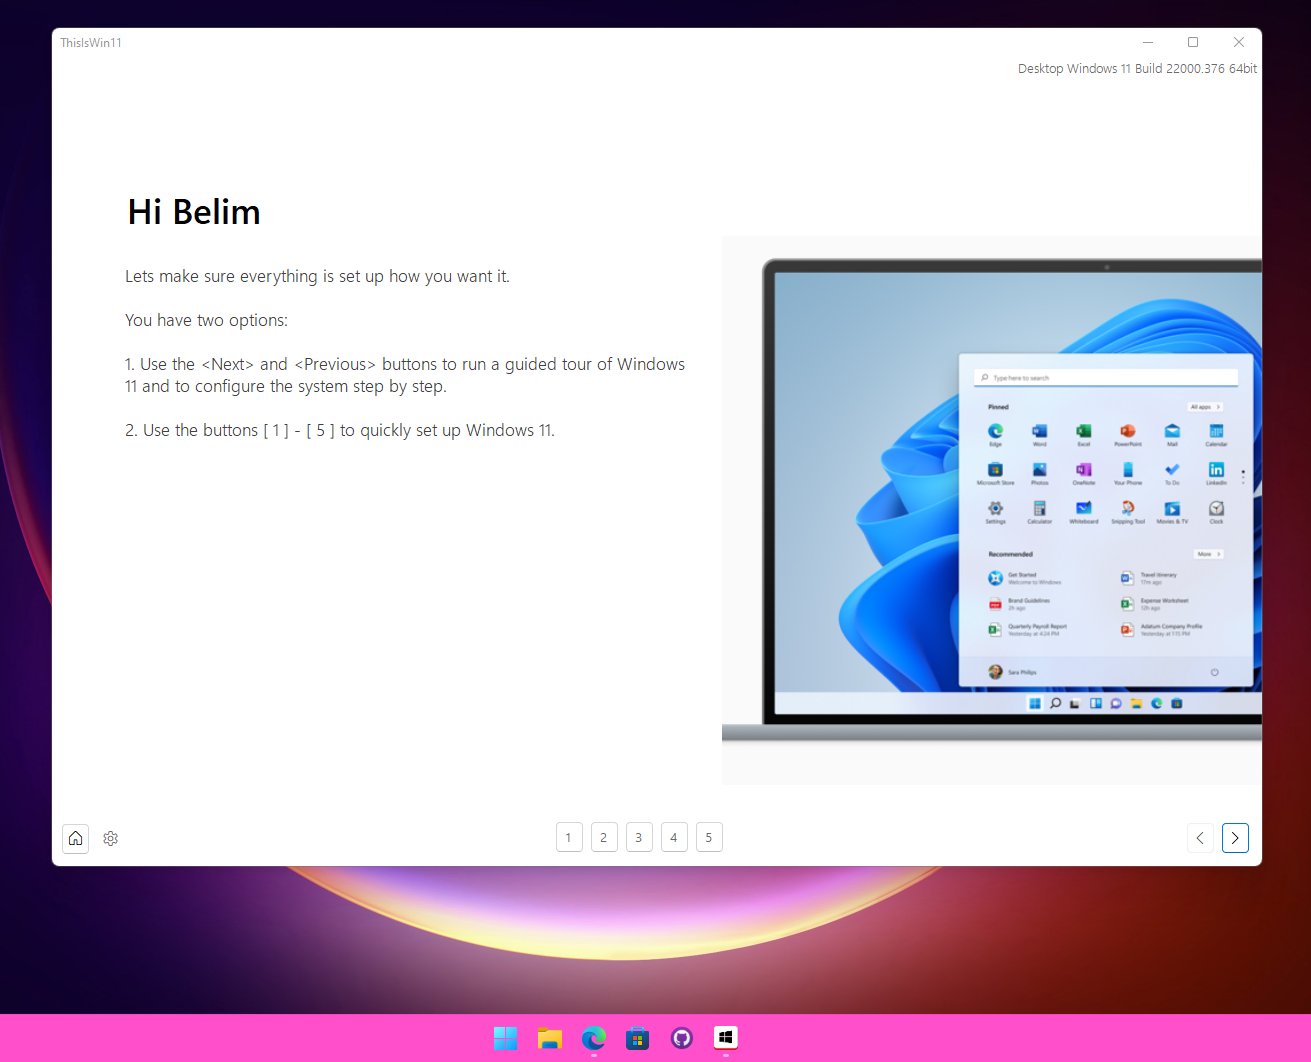 ThisIsWin11
Desktop Windows 11 Build 22000.376 64bit
Hi Belim
Lets make sure everything is set up how you want it.
You have two options:
1. Use the <Next> and <Previous> buttons to run a guided tour of Windows
11 and to configure the system step by step.
2. Use the buttons [ 1 ] - [ 5 ] to quickly set up Windows 11.
Type here to search
Pinned
All apps
Edge
Word
Excel
PowerPoint
Mail
Calendar
Microsoft Store
Photos
OneNote
Your Phone
To Do
LinkedIn
Settings
Calculator
Whiteboard
Snipping Tool
Movies & TV
Clock
Recommended
More
Get Started
Welcome to Windows
Travel Itinerary
17m ago
Brand Guidelines
2h ago
Expense Worksheet
12h ago
Quarterly Payroll Report
Yesterday at 4:24 PM
Adatum Company Profile
Yesterday at 1:15 PM
Sara Philips
1
2
3
4
5